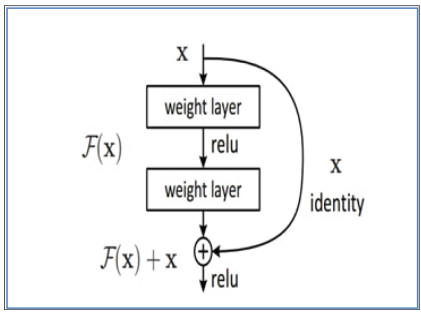 x
weight layer
F(x)
relu
x
weight layer
identity
F(x) + x
+
relu